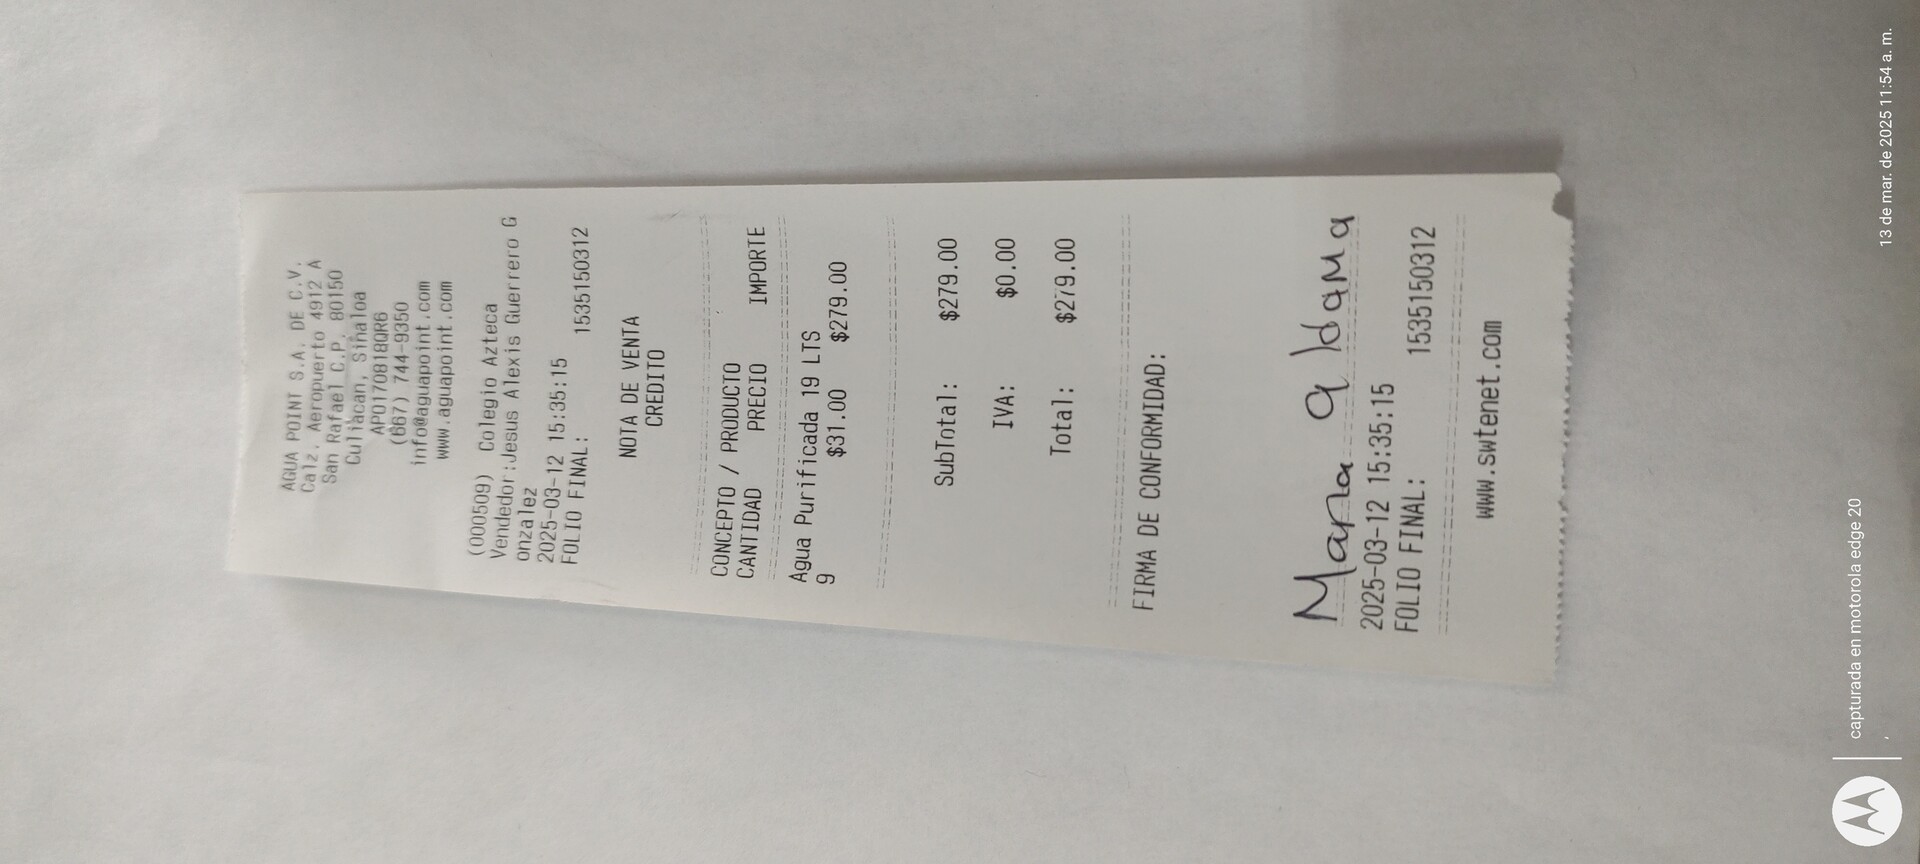 AGUA POINT S.A. DE C.V.
Calz. Aeropuerto 4912 A
San Rafael C.P. 80150
Culiacan, Sinaloa
APO170818QR6
(667) 744-9350
info@aguapoint.com
www.aguapoint.com
(000509) Colegio Azteca
Vendedor:Jesus Alexis Guerrero G
onzalez
2025-03-12 15:35:15
FOLIO FINAL: 1535150312
NOTA DE VENTA
CREDITO
CONCEPTO / PRODUCTO
CANTIDAD PRECIO IMPORTE
Agua Purificada 19 LTS
9 $31.00 $279.00
SubTotal: $279.00
IVA: $0.00
Total: $279.00
FIRMA DE CONFORMIDAD:
Maria aldama
2025-03-12 15:35:15
FOLIO FINAL: 1535150312
www.swtenet.com
capturada en motorola edge 20
13 de mar. de 2025 11:54 a. m.